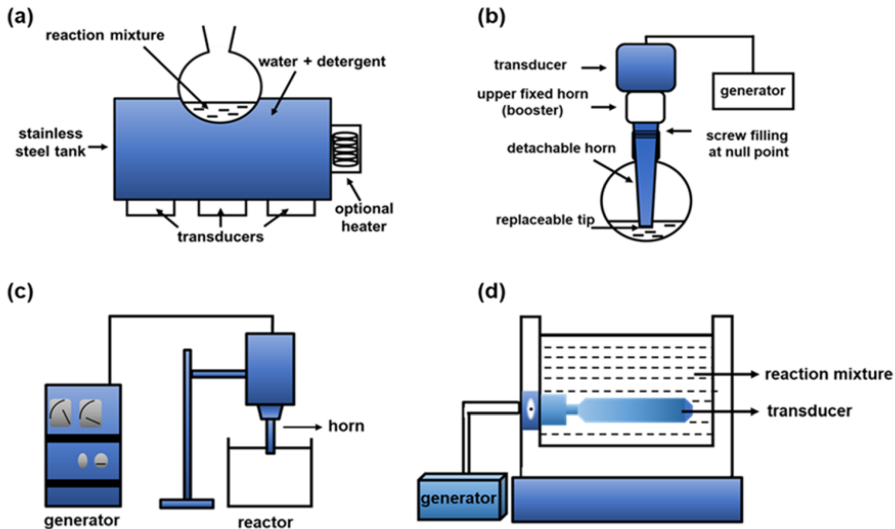 (a)
reaction mixture
water + detergent
stainless
steel tank
optional
heater
transducers
(b)
transducer
generator
upper fixed horn
(booster)
screw filling
at null point
detachable horn
replaceable tip
(c)
horn
generator
reactor
(d)
reaction mixture
transducer
generator